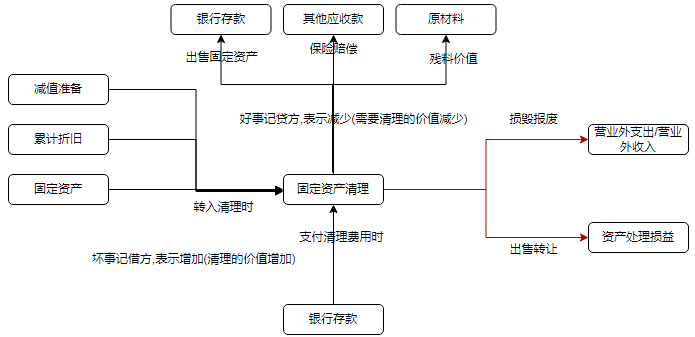 银行存款
其他应收款
原材料
出售固定资产
保险赔偿
残料价值
减值准备
好事记贷方,表示减少(需要清理的价值减少)
损毁报废
累计折旧
营业外支出/营业
外收入
固定资产
固定资产清理
转入清理时
支付清理费用时
资产处理损益
出售转让
坏事记借方,表示增加(清理的价值增加)
银行存款